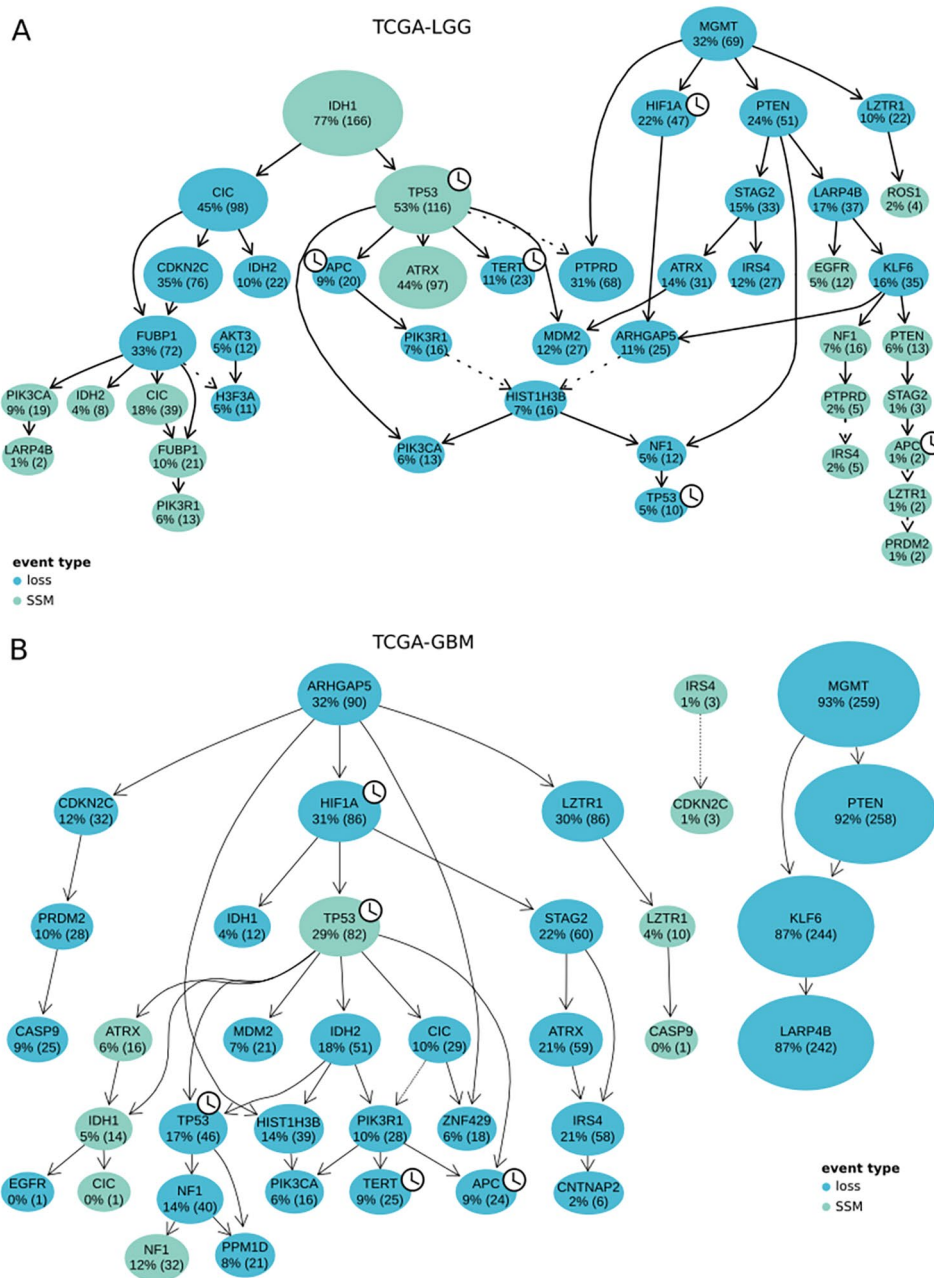 A
TCGA-LGG
MGMT
32% (69)
IDH1
77% (166)
HIF1A
22% (47)
PTEN
24% (51)
LZTR1
10% (22)
CIC
45% (98)
TP53
53% (116)
STAG2
15% (33)
LARP4B
17% (37)
ROS1
2% (4)
CDKN2C
35% (76)
IDH2
10% (22)
APC
9% (20)
ATRX
44% (97)
TERT
11% (23)
PTPRD
31% (68)
ATRX
14% (31)
IRS4
12% (27)
EGFR
5% (12)
KLF6
16% (35)
FUBP1
33% (72)
AKT3
5% (12)
PIK3R1
7% (16)
MDM2
12% (27)
ARHGAP5
11% (25)
NF1
7% (16)
PTEN
6% (13)
PIK3CA
9% (19)
IDH2
4% (8)
CIC
18% (39)
H3F3A
5% (11)
HIST1H3B
7% (16)
PTPRD
2% (5)
STAG2
1% (3)
LARP4B
1% (2)
FUBP1
10% (21)
PIK3CA
6% (13)
NF1
5% (12)
IRS4
2% (5)
APC
1% (2)
PIK3R1
6% (13)
TP53
5% (10)
LZTR1
1% (2)
PRDM2
1% (2)
event type
loss
SSM
B
TCGA-GBM
ARHGAP5
32% (90)
IRS4
1% (3)
MGMT
93% (259)
CDKN2C
12% (32)
HIF1A
31% (86)
LZTR1
30% (86)
CDKN2C
1% (3)
PTEN
92% (258)
PRDM2
10% (28)
IDH1
4% (12)
TP53
29% (82)
STAG2
22% (60)
LZTR1
4% (10)
KLF6
87% (244)
CASP9
9% (25)
ATRX
6% (16)
MDM2
7% (21)
IDH2
18% (51)
CIC
10% (29)
ATRX
21% (59)
CASP9
0% (1)
LARP4B
87% (242)
IDH1
5% (14)
TP53
17% (46)
HIST1H3B
14% (39)
PIK3R1
10% (28)
ZNF429
6% (18)
IRS4
21% (58)
EGFR
0% (1)
CIC
0% (1)
NF1
14% (40)
PIK3CA
6% (16)
TERT
9% (25)
APC
9% (24)
CNTNAP2
2% (6)
NF1
12% (32)
PPM1D
8% (21)
event type
loss
SSM